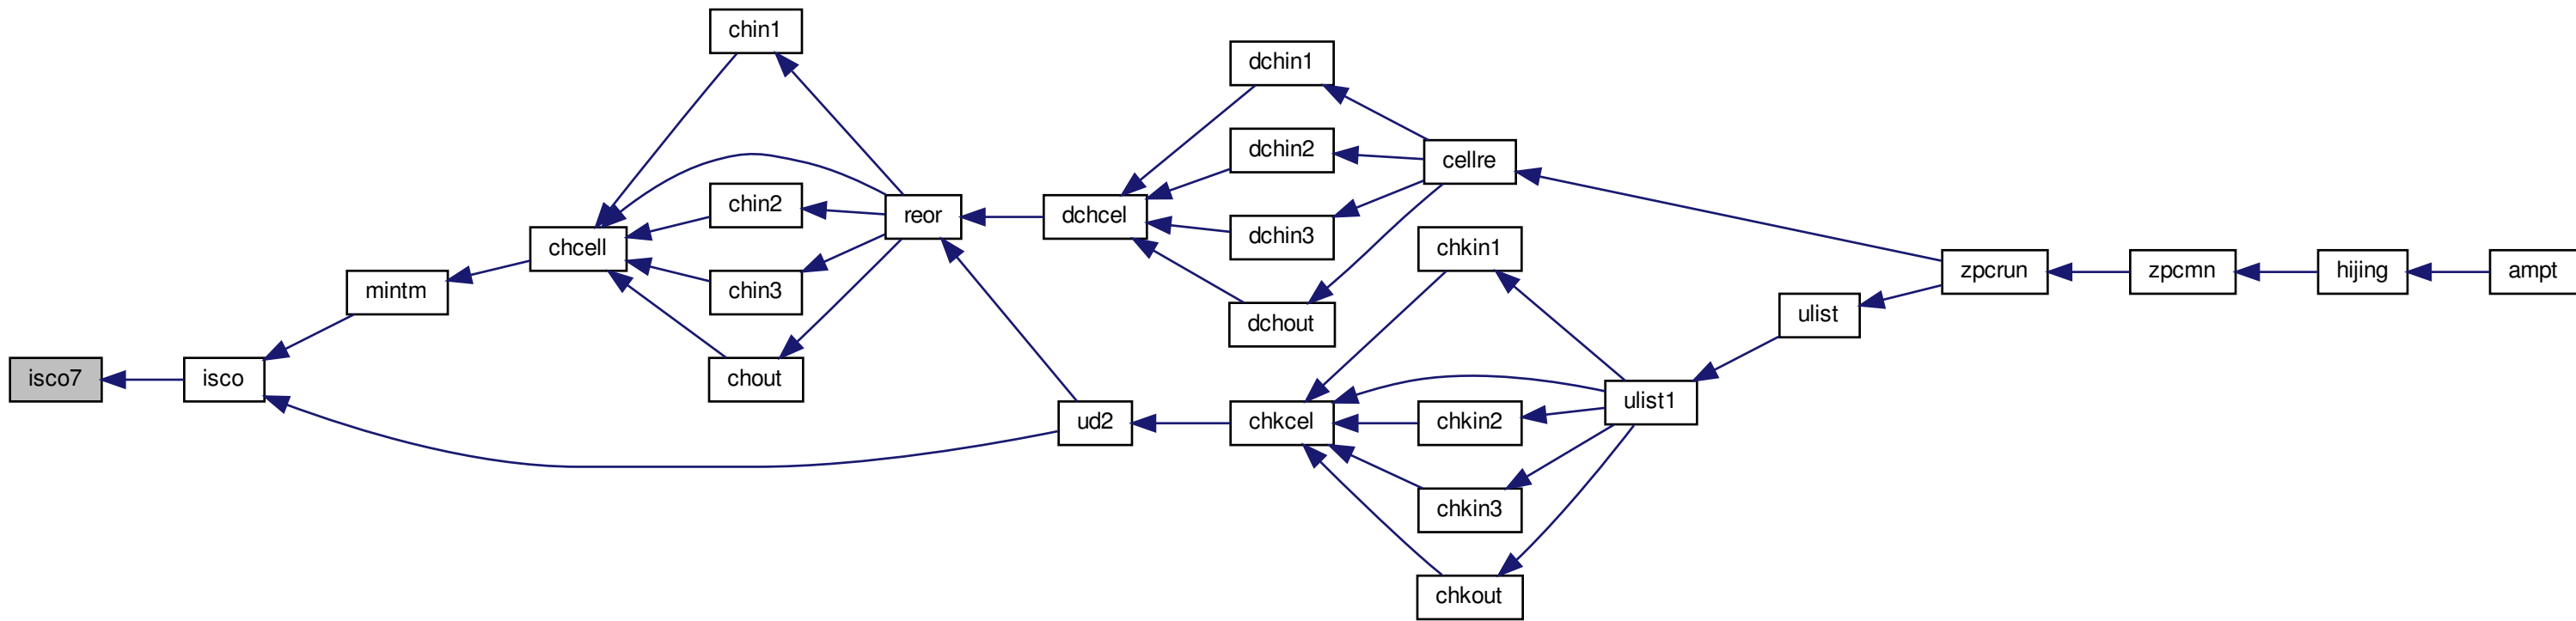 isco7
isco
mintm
chcell
chin1
chin2
chin3
chout
reor
dchcel
ud2
dchin1
dchin2
dchin3
dchout
chkcel
cellre
chkin1
chkin2
chkin3
chkout
ulist1
ulist
zpcrun
zpcmn
hijing
ampt